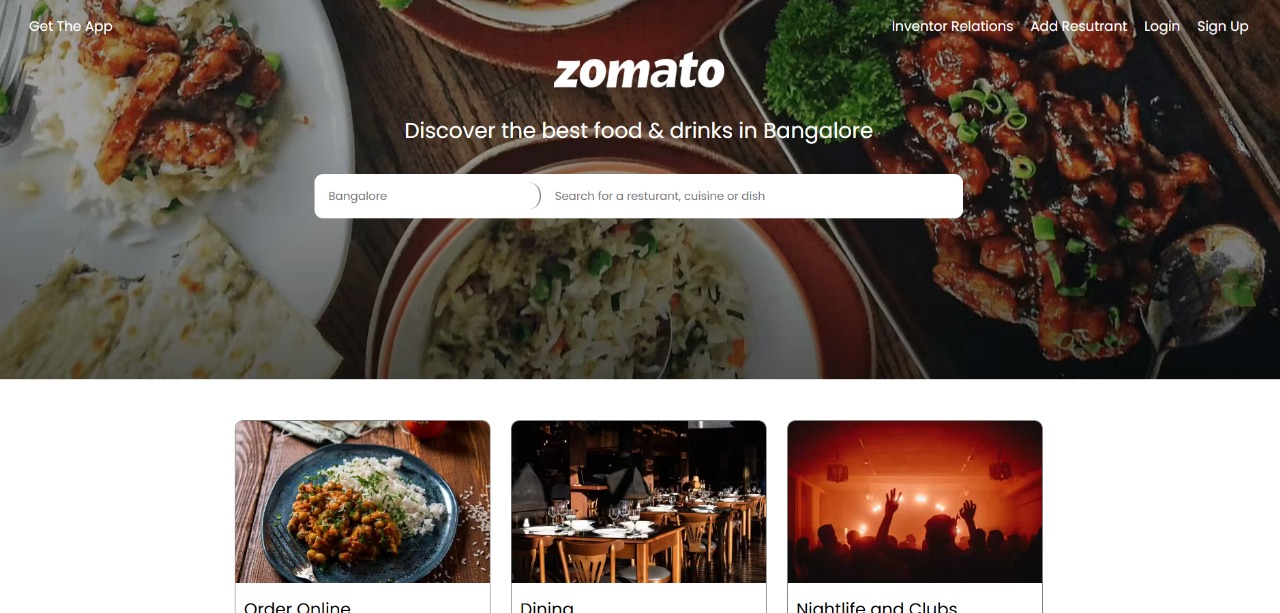 Get The App
Inventor Relations Add Resutrant Login Sign Up
zomato
Discover the best food & drinks in Bangalore
Bangalore
Search for a resturant, cuisine or dish
Order Online
Dining
Nightlife and Clubs